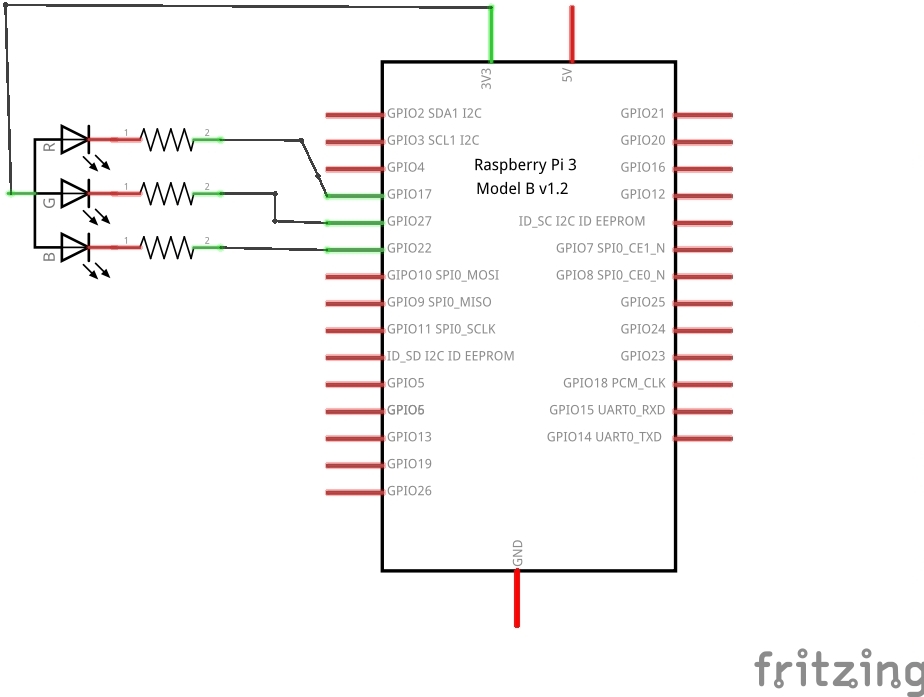 3V3 5V
GPIO2 SDA1 I2C GPIO21
R 1 2 GPIO3 SCL1 I2C GPIO20
GPIO4 Raspberry Pi 3 GPIO16
Model B v1.2
G 1 2 GPIO17 GPIO12
GPIO27 ID_SC I2C ID EEPROM
B 1 2 GPIO22 GPIO7 SPI0_CE1_N
GIPO10 SPI0_MOSI GPIO8 SPI0_CE0_N
GPIO9 SPI0_MISO GPIO25
GPIO11 SPI0_SCLK GPIO24
ID_SD I2C ID EEPROM GPIO23
GPIO5 GPIO18 PCM_CLK
GPIO6 GPIO15 UART0_RXD
GPIO13 GPIO14 UART0_TXD
GPIO19
GPIO26
GND
fritzing